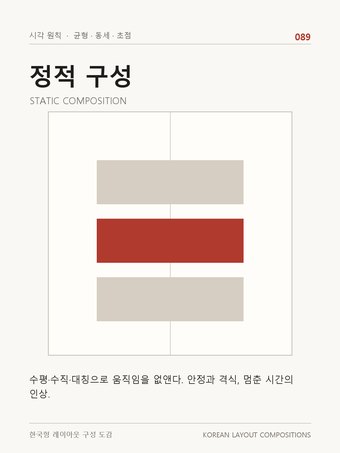 시각 원칙 · 균형·동세·초점
089
정적 구성
STATIC COMPOSITION
수평·수직·대칭으로 움직임을 없앤다. 안정과 격식, 멈춘 시간의
인상.
한국형 레이아웃 구성 도감
KOREAN LAYOUT COMPOSITIONS